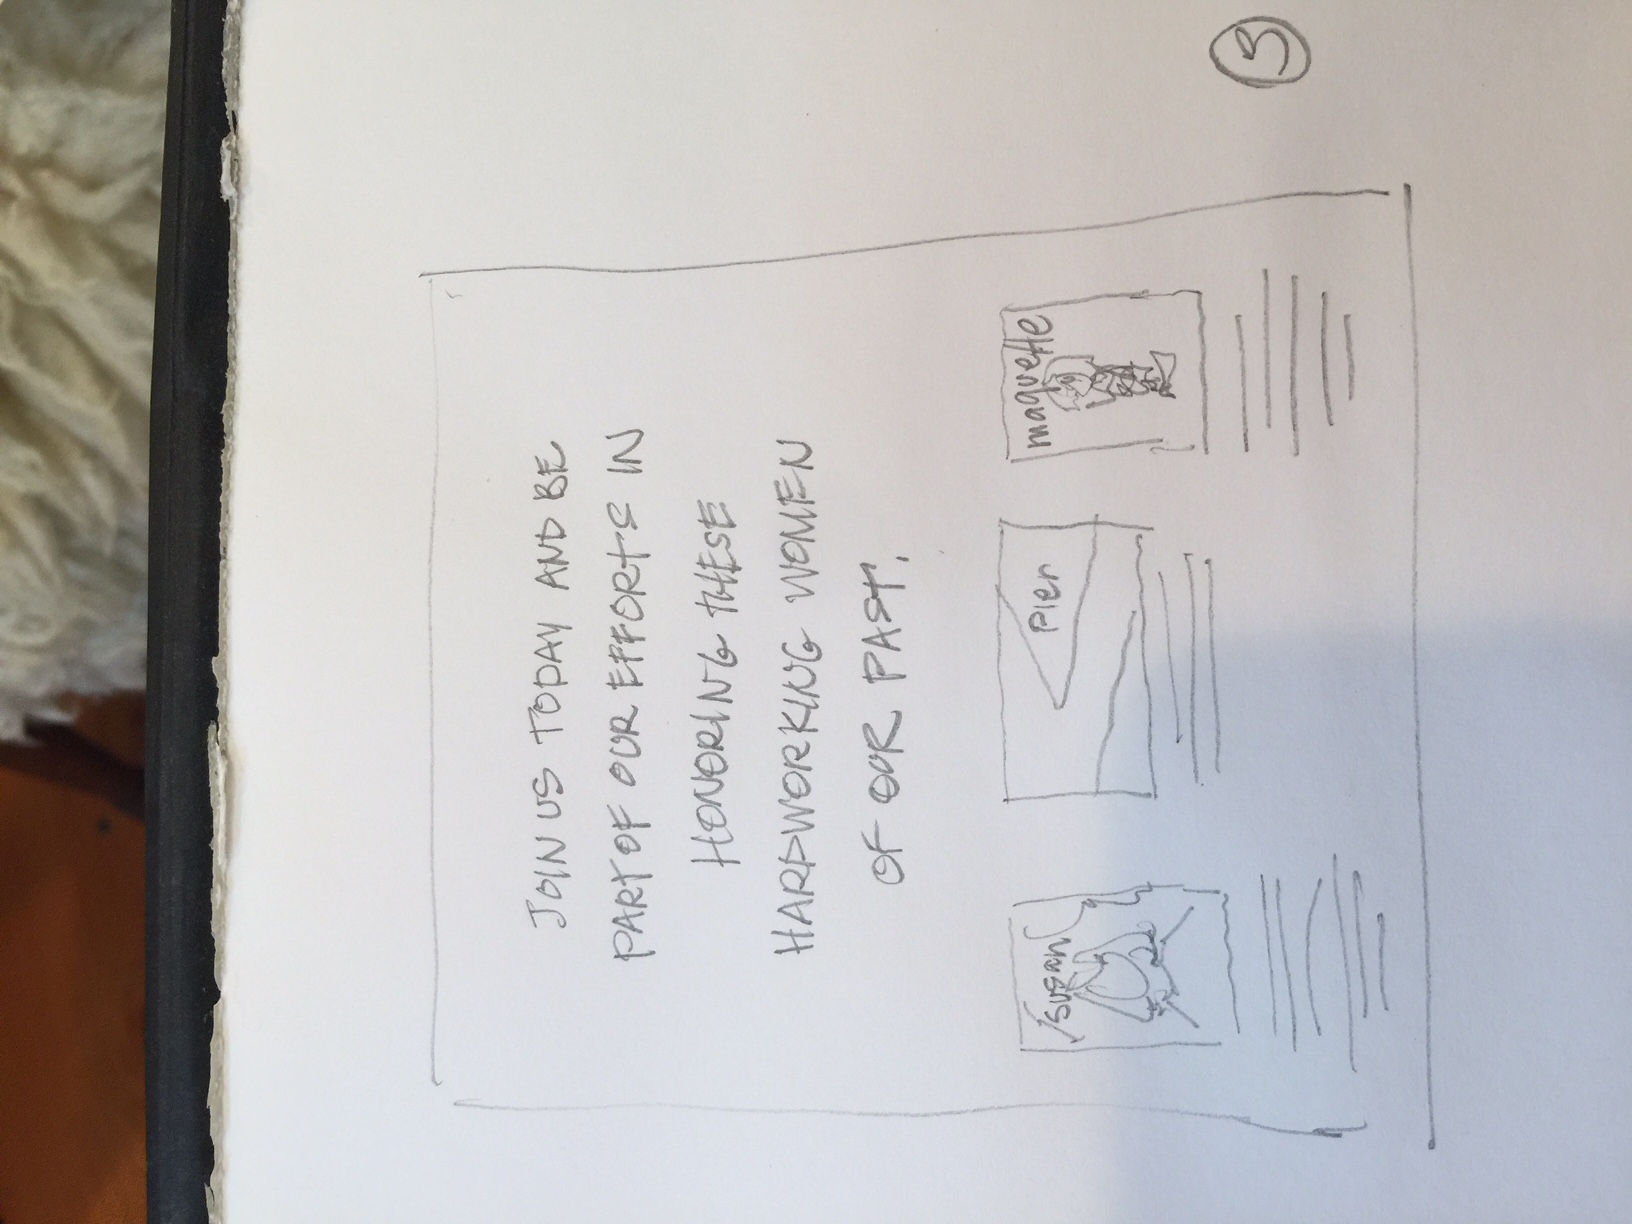 JOIN US TODAY AND BE
PART OF OUR EFFORTS IN
HONORING THESE
HARDWORKING WOMEN
OF OUR PAST.
susan
Pier
maquette
3